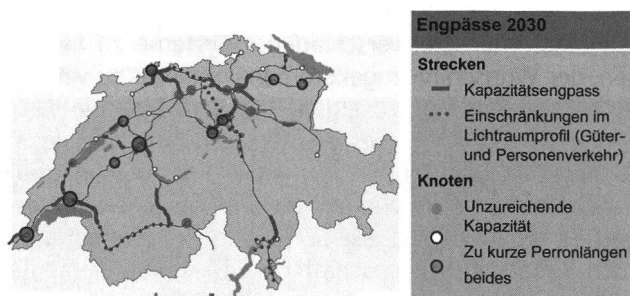 Engpässe 2030
Strecken
Kapazitätsengpass
Einschränkungen im
Lichtraumprofil (Güter-
und Personenverkehr)
Knoten
Unzureichende
Kapazität
Zu kurze Perronlängen
beides